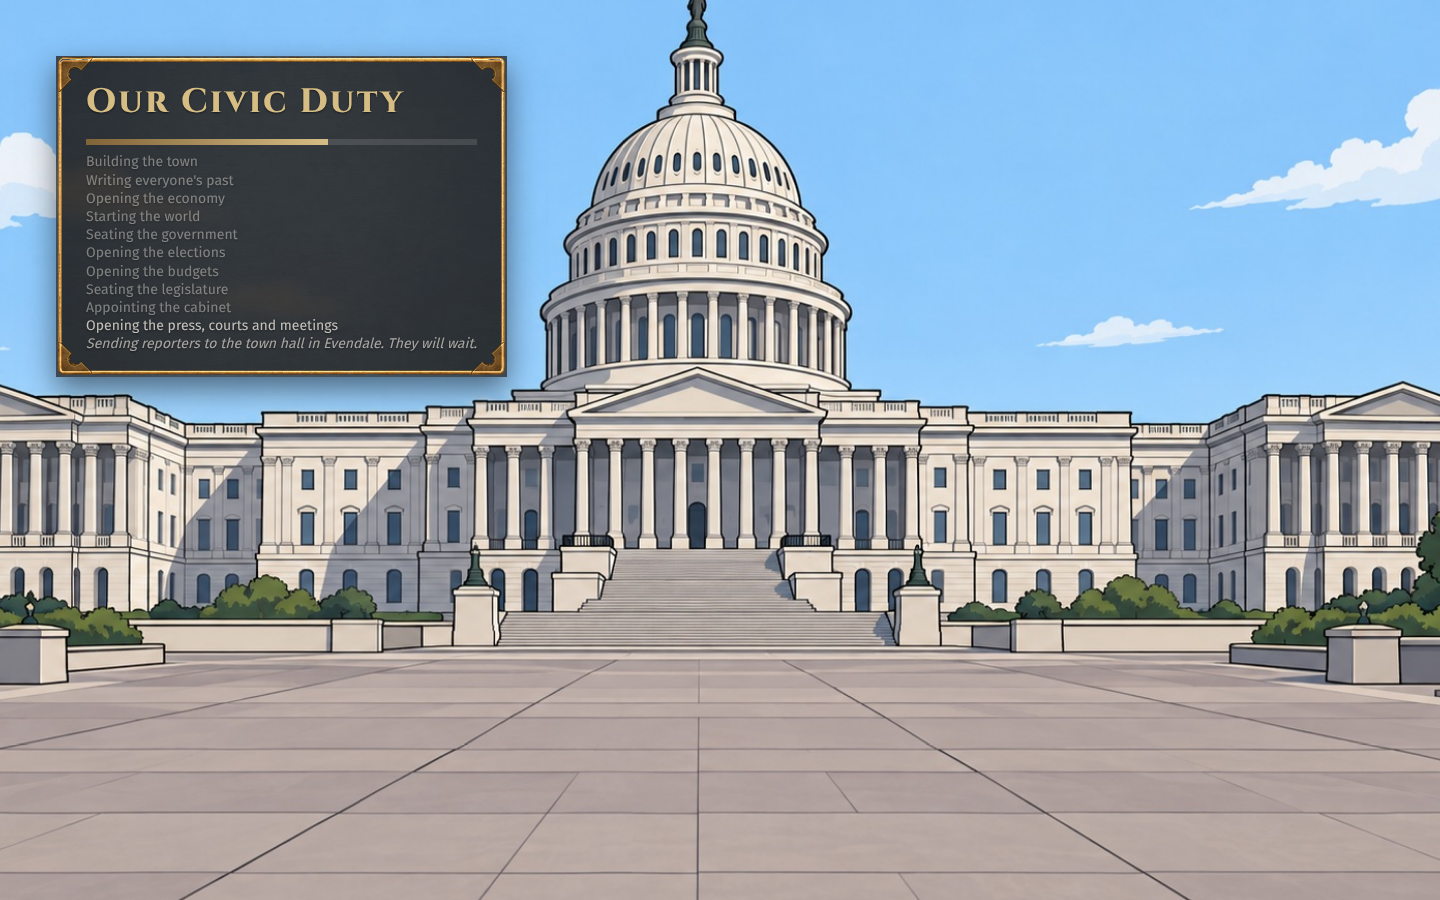 Our Civic Duty
Building the town
Writing everyone's past
Opening the economy
Starting the world
Seating the government
Opening the elections
Opening the budgets
Seating the legislature
Appointing the cabinet
Opening the press, courts and meetings
Sending reporters to the town hall in Evendale. They will wait.